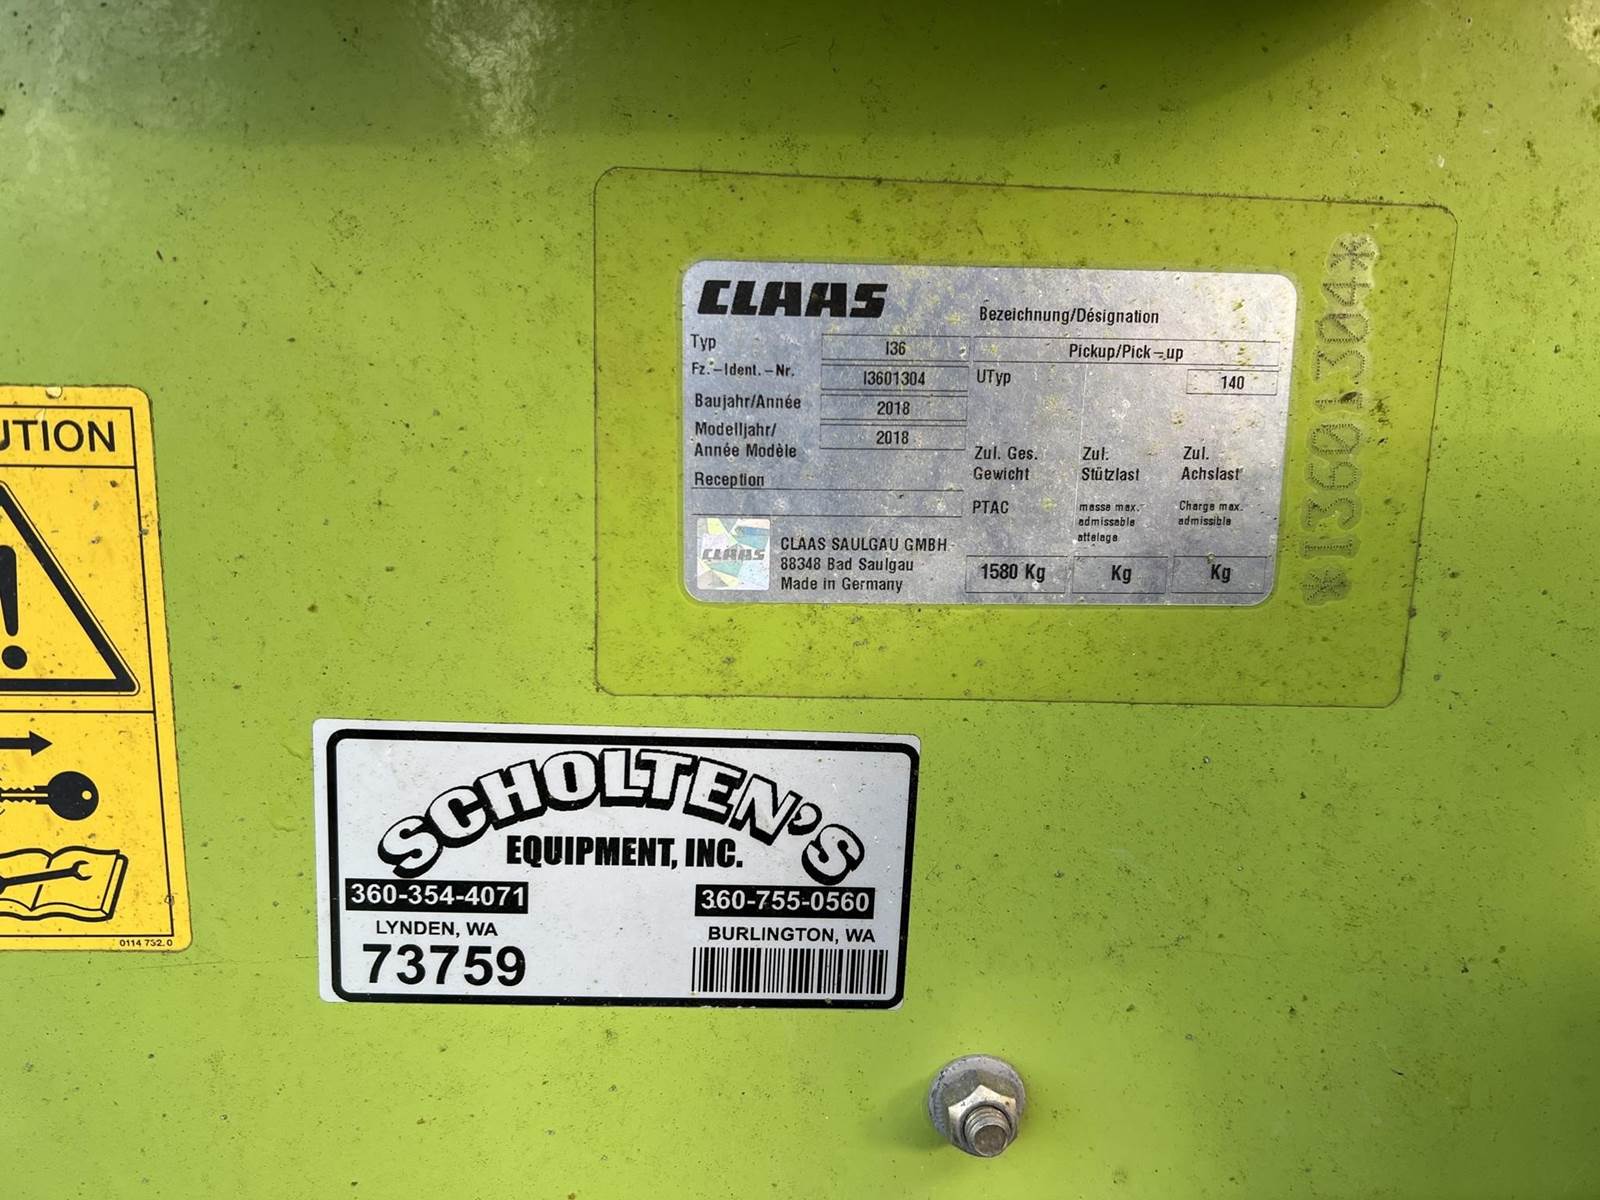 CLAAS
Bezeichnung/Désignation
Typ I36 Pickup/Pick-up
Fz.-Ident.-Nr. I3601304 UTyp 140
Baujahr/Année 2018
Modelljahr/
Année Modèle 2018
Reception
Zul. Ges. Zul. Zul.
Gewicht Stützlast Achslast
PTAC masse max. Charge max.
admissable admissible
attelage
1580 Kg Kg Kg
CLAAS
CLAAS SAULGAU GMBH
88348 Bad Saulgau
Made in Germany
*I3601304*
UTION
0114 752.0
SCHOLTEN'S
EQUIPMENT, INC.
360-354-4071 360-755-0560
LYNDEN, WA BURLINGTON, WA
73759